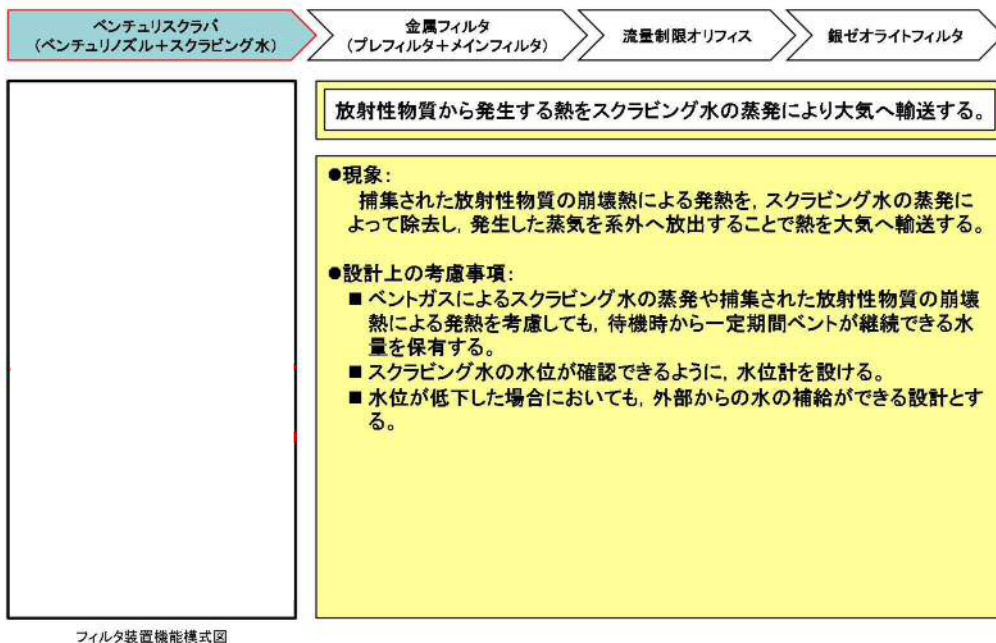 ベンチュリスクラバ
(ベンチュリノズル＋スクラビング水)
金属フィルタ
(プレフィルタ＋メインフィルタ)
流量制限オリフィス
銀ゼオライトフィルタ
放射性物質から発生する熱をスクラビング水の蒸発により大気へ輸送する。
●現象：
捕集された放射性物質の崩壊熱による発熱を，スクラビング水の蒸発に
よって除去し，発生した蒸気を系外へ放出することで熱を大気へ輸送する。
●設計上の考慮事項：
■ ベントガスによるスクラビング水の蒸発や捕集された放射性物質の崩壊
熱による発熱を考慮しても，待機時から一定期間ベントが継続できる水
量を保有する。
■ スクラビング水の水位が確認できるように，水位計を設ける。
■ 水位が低下した場合においても，外部からの水の補給ができる設計とす
る。
フィルタ装置機能模式図